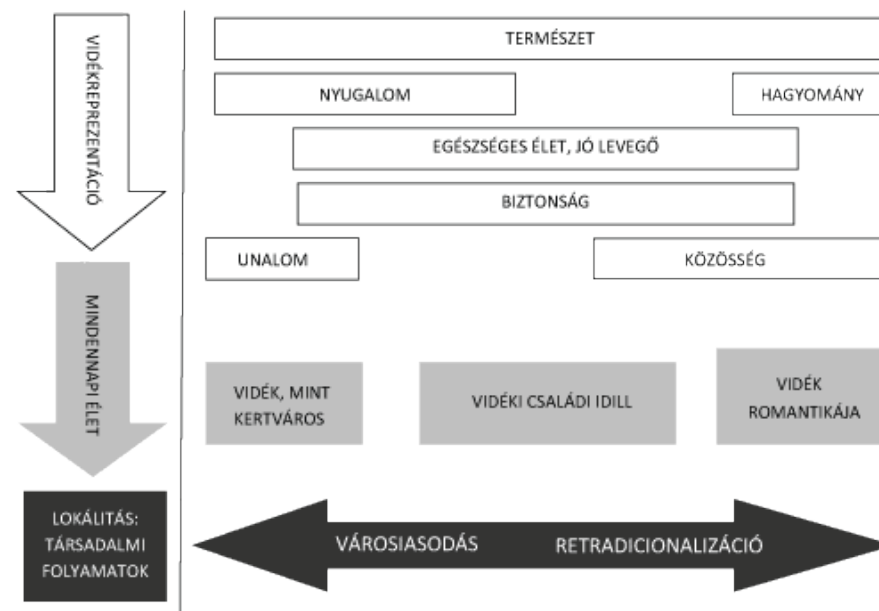 VIDÉKREPREZENTÁCIÓ
TERMÉSZET
NYUGALOM
HAGYOMÁNY
EGÉSZSÉGES ÉLET, JÓ LEVEGŐ
BIZTONSÁG
UNALOM
KÖZÖSSÉG
MINDENNAPI ÉLET
VIDÉK, MINT
KERTVÁROS
VIDÉKI CSALÁDI IDILL
VIDÉK
ROMANTIKÁJA
LOKÁLITÁS:
TÁRSADALMI
FOLYAMATOK
VÁROSIASODÁS
RETRADICIONALIZÁCIÓ